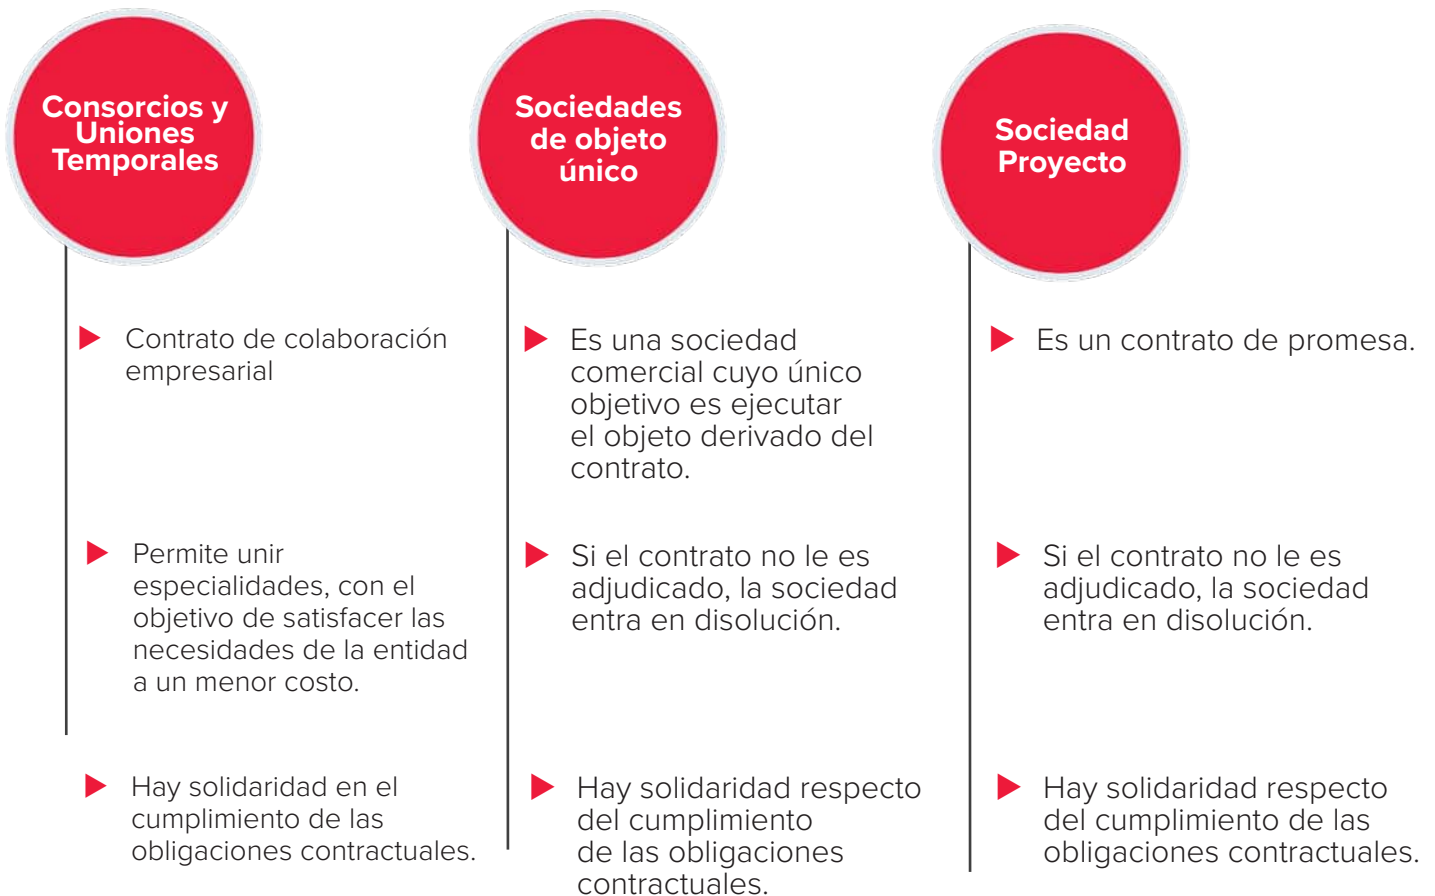 Consorcios y
Uniones
Temporales
Contrato de colaboración
empresarial
Permite unir
especialidades, con el
objetivo de satisfacer las
necesidades de la entidad
a un menor costo.
Hay solidaridad en el
cumplimiento de las
obligaciones contractuales.
Sociedades
de objeto
único
Es una sociedad
comercial cuyo único
objetivo es ejecutar
el objeto derivado del
contrato.
Si el contrato no le es
adjudicado, la sociedad
entra en disolución.
Hay solidaridad respecto
del cumplimiento
de las obligaciones
contractuales.
Sociedad
Proyecto
Es un contrato de promesa.
Si el contrato no le es
adjudicado, la sociedad
entra en disolución.
Hay solidaridad respecto
del cumplimiento de las
obligaciones contractuales.